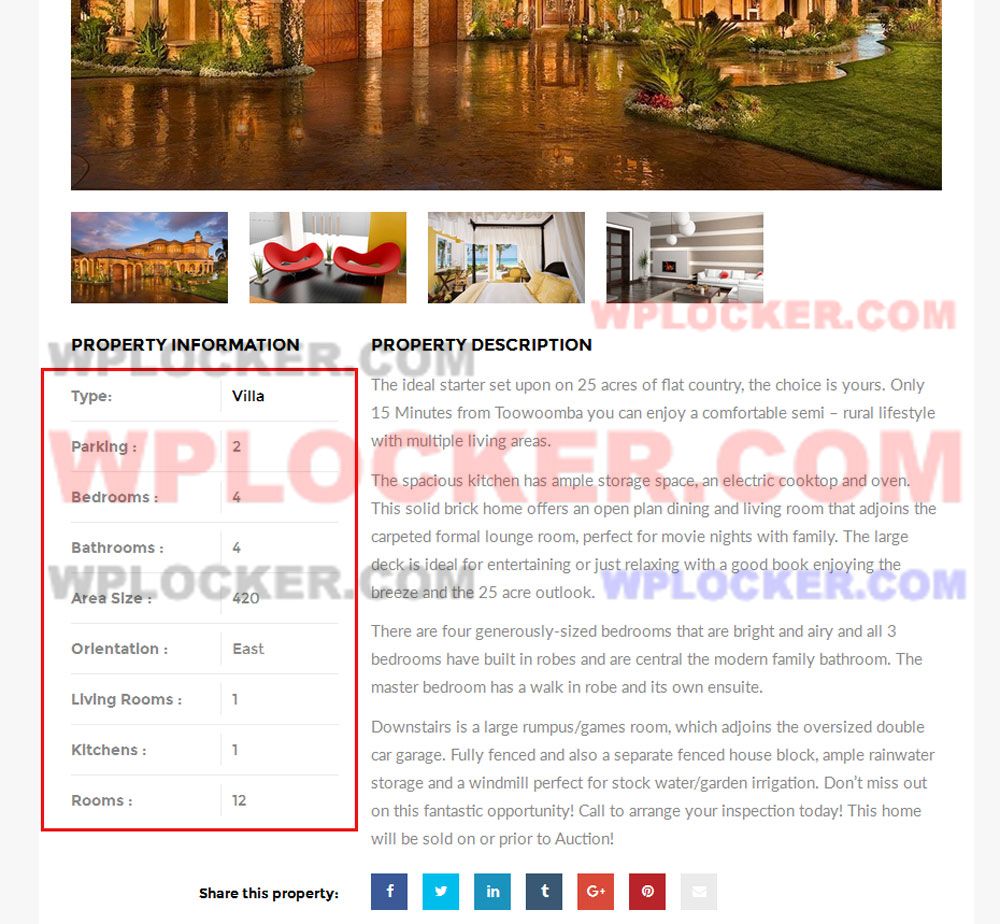 WPLOCKER.COM
PROPERTY INFORMATION
WPLOCKER.COM
Type: Villa
Parking : 2
WPLOCKER.COM
Bedrooms : 4
Bathrooms : 4
WPLOCKER.COM
Area Size : 420
Orientation : East
Living Rooms : 1
Kitchens : 1
Rooms : 12
PROPERTY DESCRIPTION
The ideal starter set upon on 25 acres of flat country, the choice is yours. Only
15 Minutes from Toowoomba you can enjoy a comfortable semi – rural lifestyle
with multiple living areas.
The spacious kitchen has ample storage space, an electric cooktop and oven.
This solid brick home offers an open plan dining and living room that adjoins the
carpeted formal lounge room, perfect for movie nights with family. The large
deck is ideal for entertaining or just relaxing with a good book enjoying the
breeze and the 25 acre outlook.
WPLOCKER.COM
There are four generously-sized bedrooms that are bright and airy and all 3
bedrooms have built in robes and are central the modern family bathroom. The
master bedroom has a walk in robe and its own ensuite.
Downstairs is a large rumpus/games room, which adjoins the oversized double
car garage. Fully fenced and also a separate fenced house block, ample rainwater
storage and a windmill perfect for stock water/garden irrigation. Don’t miss out
on this fantastic opportunity! Call to arrange your inspection today! This home
will be sold on or prior to Auction!
Share this property: f in t G+